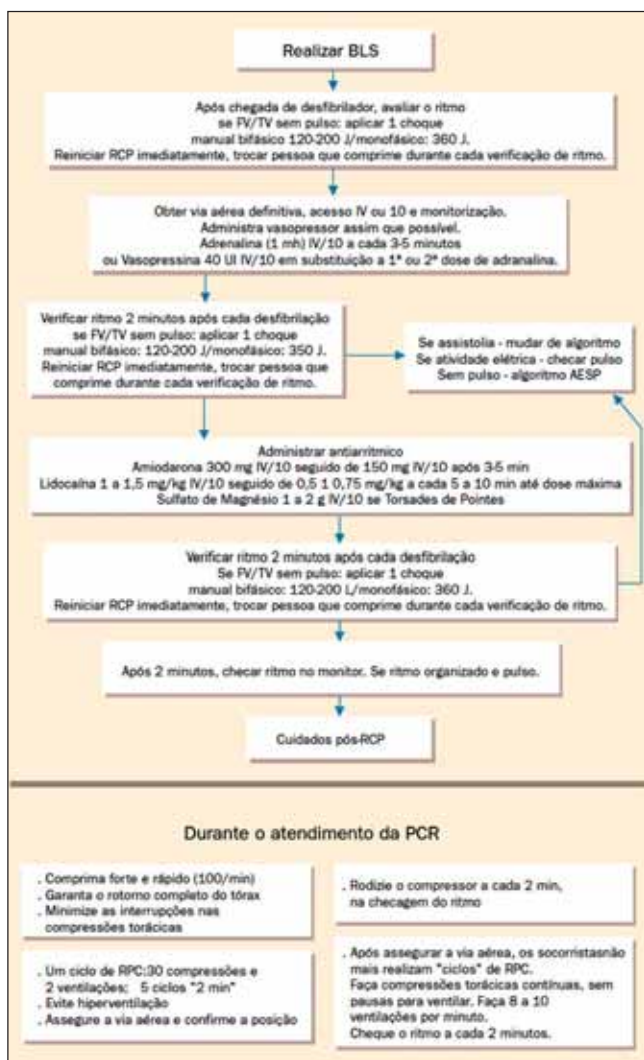 Realizar BLS
Após chegada de desfibrilador, avaliar o ritmo
se FV/TV sem pulso: aplicar 1 choque
manual bifásico 120-200 J/monofásico: 360 J.
Reiniciar RCP imediatamente, trocar pessoa que comprime durante cada verificação de ritmo.
Obter via aérea definitiva, acesso IV ou 10 e monitorização.
Administra vasopressor assim que possível.
Adrenalina (1 mh) IV/10 a cada 3-5 minutos
ou Vasopressina 40 UI IV/10 em substituição a 1ª ou 2ª dose de adranalina.
Verificar ritmo 2 minutos após cada desfibrilação
se FV/TV sem pulso: aplicar 1 choque
manual bifásico: 120-200 J/monofásico: 350 J.
Reiniciar RCP imediatamente, trocar pessoa que
comprime durante cada verificação de ritmo.
Se assistolia - mudar de algoritmo
Se atividade elétrica - checar pulso
Sem pulso - algoritmo AESP
Administrar antiarrítmico
Amiodarona 300 mg IV/10 seguido de 150 mg IV/10 após 3-5 min
Lidocaína 1 a 1,5 mg/kg IV/10 seguido de 0,5 1 0,75 mg/kg a cada 5 a 10 min até dose máxima
Sulfato de Magnésio 1 a 2 g IV/10 se Torsades de Pointes
Verificar ritmo 2 minutos após cada desfibrilação
Se FV/TV sem pulso: aplicar 1 choque
manual bifásico: 120-200 L/monofásico: 360 J.
Reiniciar RCP imediatamente, trocar pessoa que comprime durante cada verificação de ritmo.
Após 2 minutos, checar ritmo no monitor. Se ritmo organizado e pulso.
Cuidados pós-RCP
Durante o atendimento da PCR
. Comprima forte e rápido (100/min)
. Garanta o rotorno completo do tórax
. Minimize as interrupções nas
compressões torácicas
. Rodizie o compressor a cada 2 min,
na checagem do ritmo
. Um ciclo de RPC:30 compressões e
2 ventilações; 5 ciclos "2 min"
. Evite hiperventilação
. Assegure a via aérea e confirme a posição
. Após assegurar a via aérea, os socorristasnão
mais realizam "ciclos" de RPC.
Faça compressões torácicas contínuas, sem
pausas para ventilar. Faça 8 a 10
ventilações por minuto.
Cheque o ritmo a cada 2 minutos.